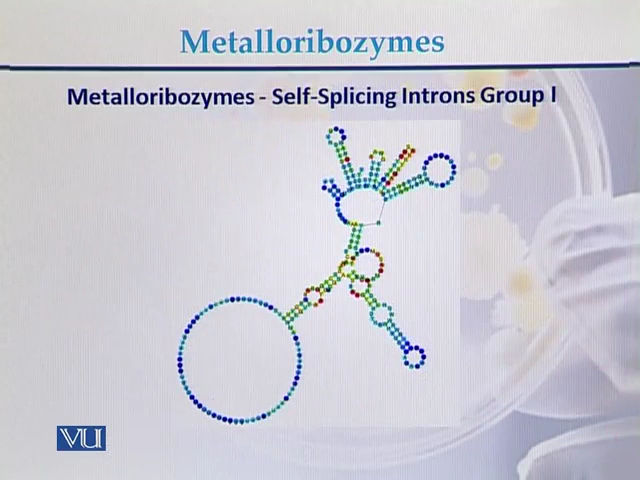 Metalloribozymes
Metalloribozymes - Self-Splicing Introns Group I
VU